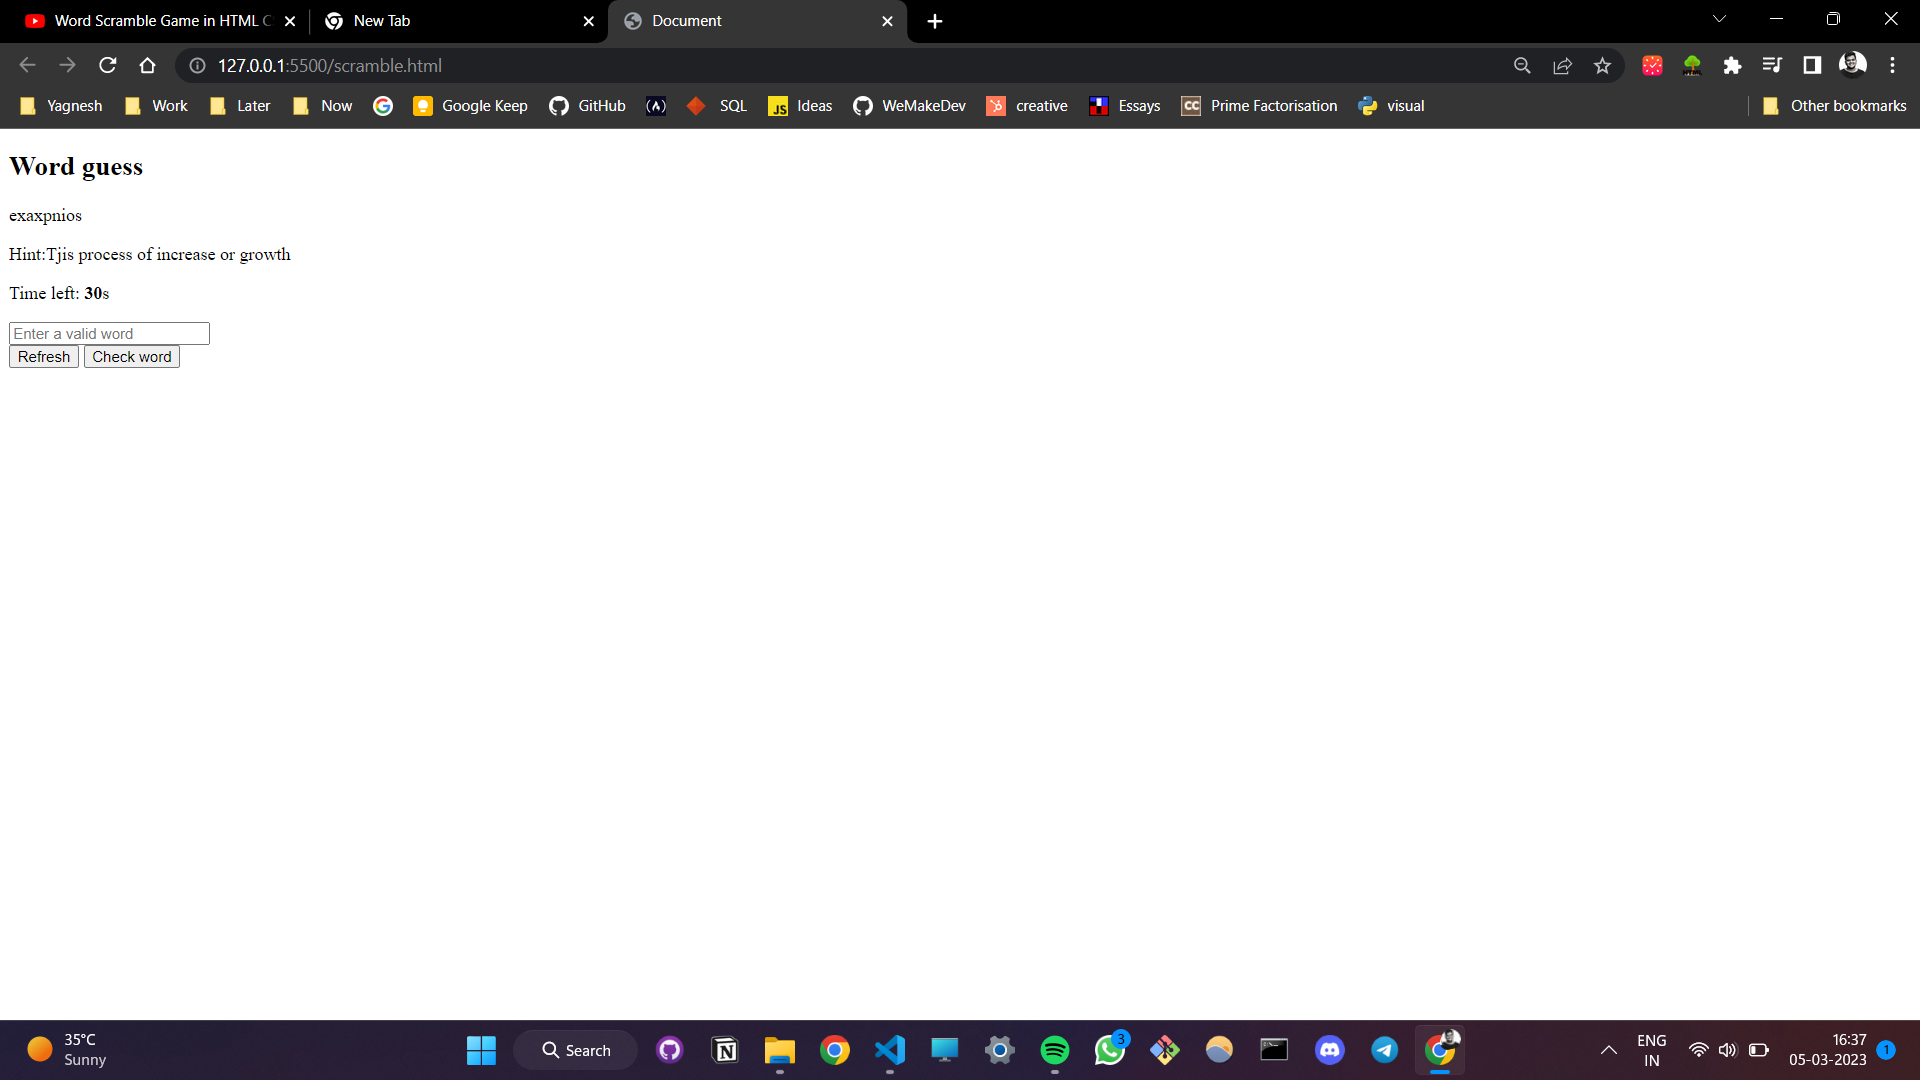 Word Scramble Game in HTML C
New Tab
Document
127.0.0.1:5500/scramble.html
Yagnesh
Work
Later
Now
Google Keep
GitHub
(A)
SQL
JS
Ideas
WeMakeDev
creative
Essays
CC
Prime Factorisation
visual
Other bookmarks
Word guess
exaxpnios
Hint:Tjis process of increase or growth
Time left: 30s
Enter a valid word
Refresh Check word
35°C
Sunny
Search
3
ENG
IN
16:37
05-03-2023
1